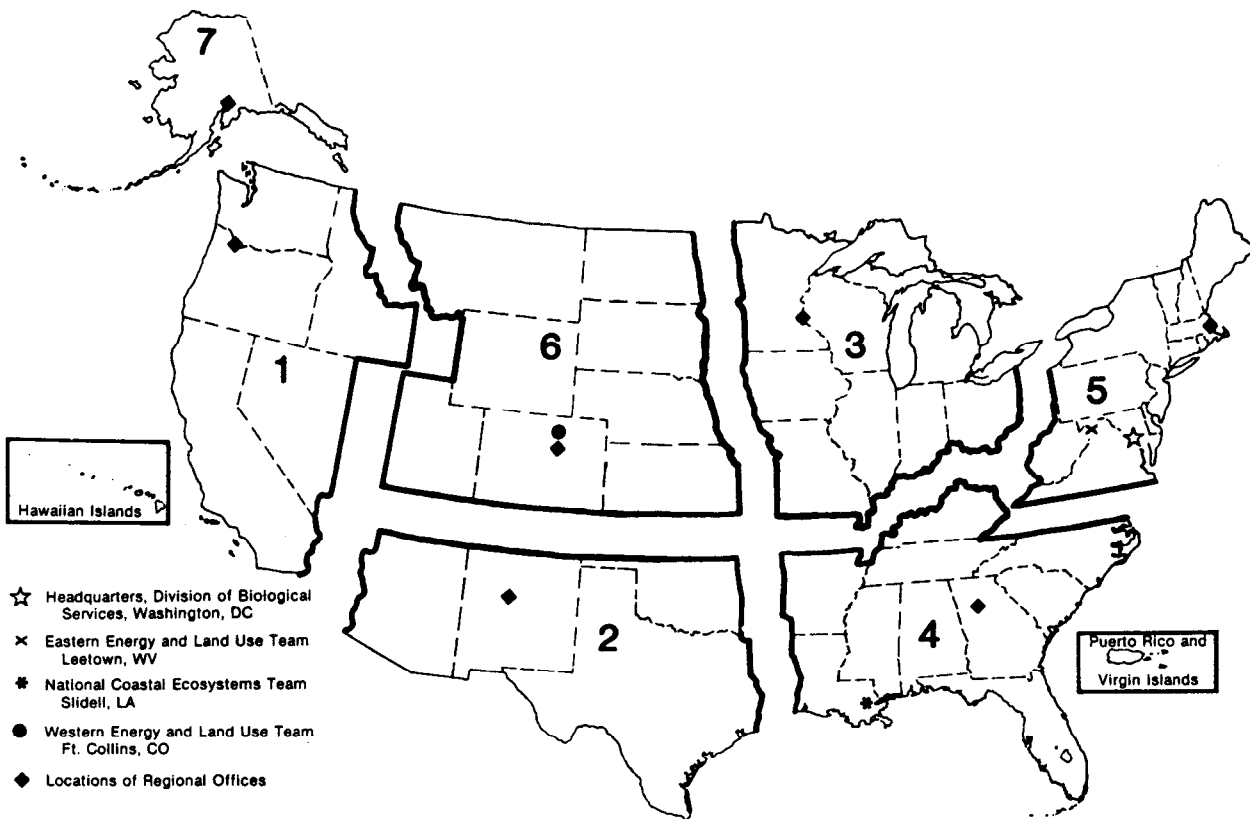 7
1
6
3
5
2
4
Hawaiian Islands
Puerto Rico and
Virgin Islands
Headquarters, Division of Biological
Services, Washington, DC
Eastern Energy and Land Use Team
Leetown, WV
National Coastal Ecosystems Team
Slidell, LA
Western Energy and Land Use Team
Ft. Collins, CO
Locations of Regional Offices